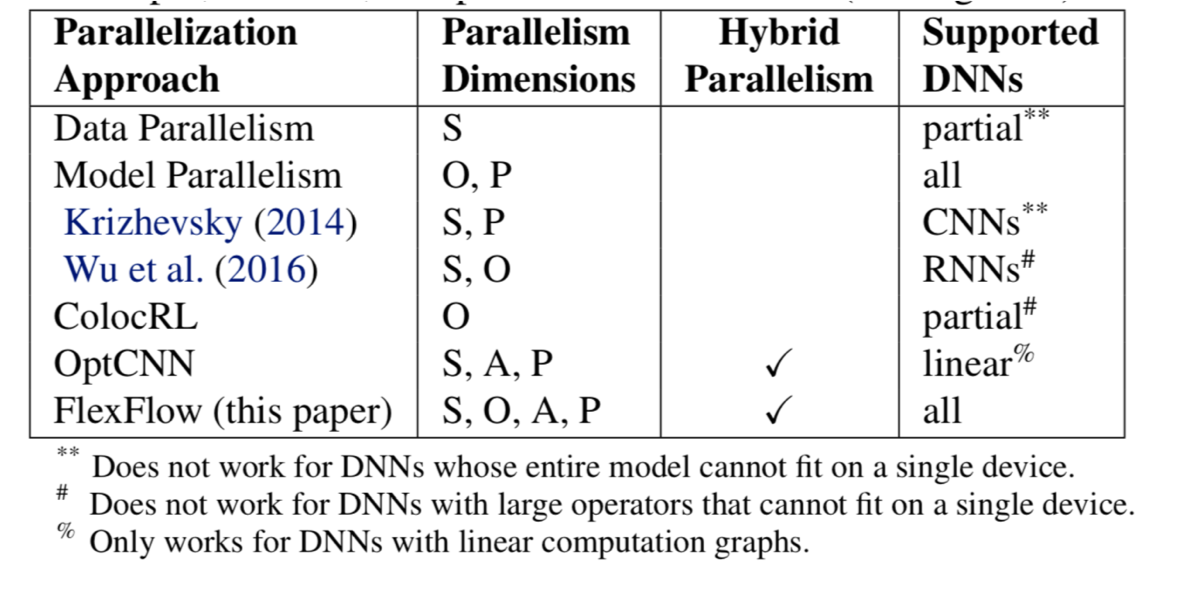 Parallelization Approach | Parallelism Dimensions | Hybrid Parallelism | Supported DNNs
Data Parallelism | S | | partial**
Model Parallelism | O, P | | all
Krizhevsky (2014) | S, P | | CNNs**
Wu et al. (2016) | S, O | | RNNs#
ColocRL | O | | partial#
OptCNN | S, A, P | ✓ | linear%
FlexFlow (this paper) | S, O, A, P | ✓ | all
** Does not work for DNNs whose entire model cannot fit on a single device.
# Does not work for DNNs with large operators that cannot fit on a single device.
% Only works for DNNs with linear computation graphs.